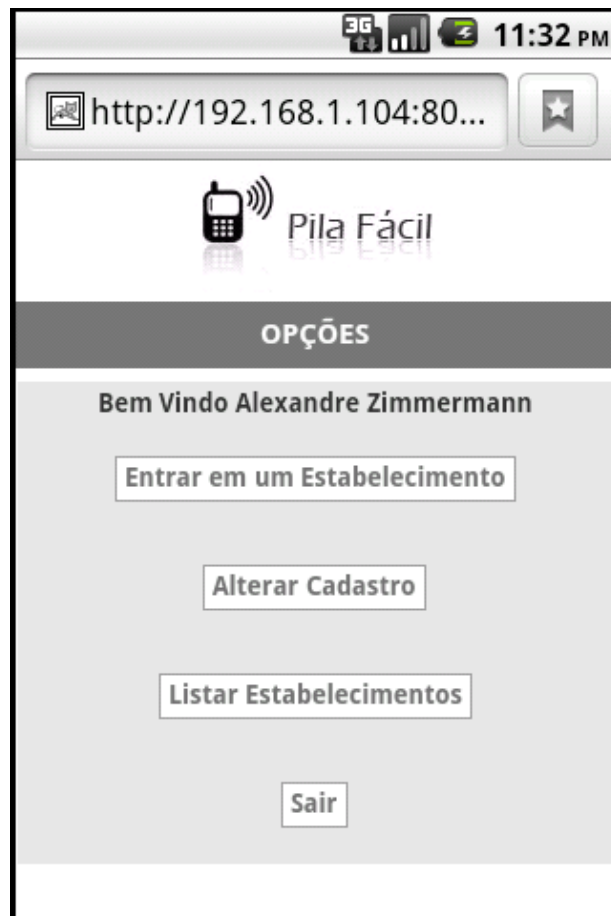 3G 11:32 PM
http://192.168.1.104:80...
Pila Fácil
OPÇÕES
Bem Vindo Alexandre Zimmermann
Entrar em um Estabelecimento
Alterar Cadastro
Listar Estabelecimentos
Sair